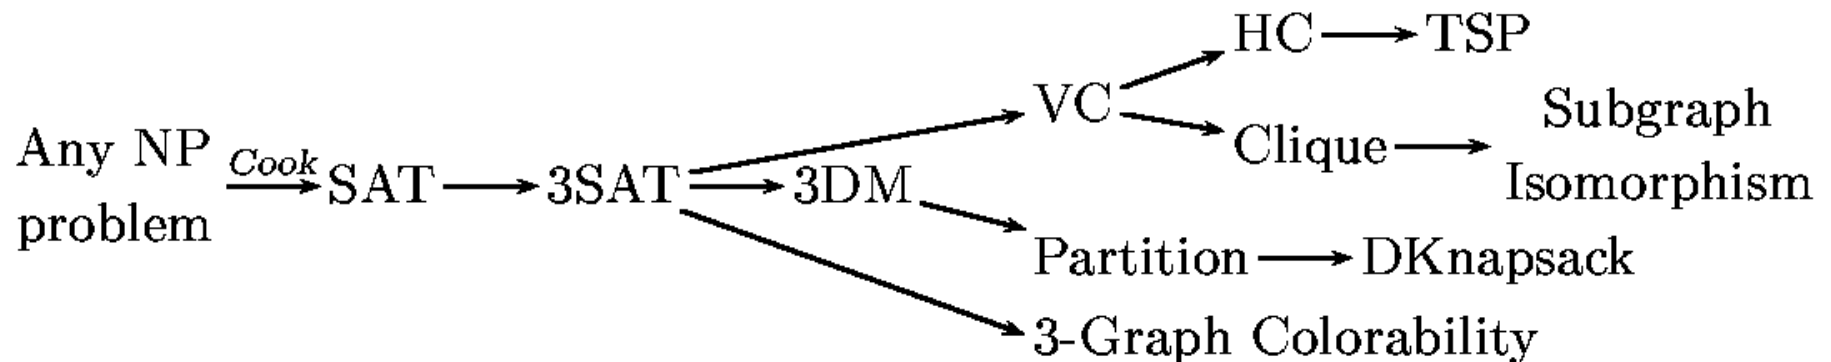 HC
TSP
VC
Subgraph
Clique
Isomorphism
Any NP
problem
Cook
SAT
3SAT
3DM
Partition
DKnapsack
3-Graph Colorability